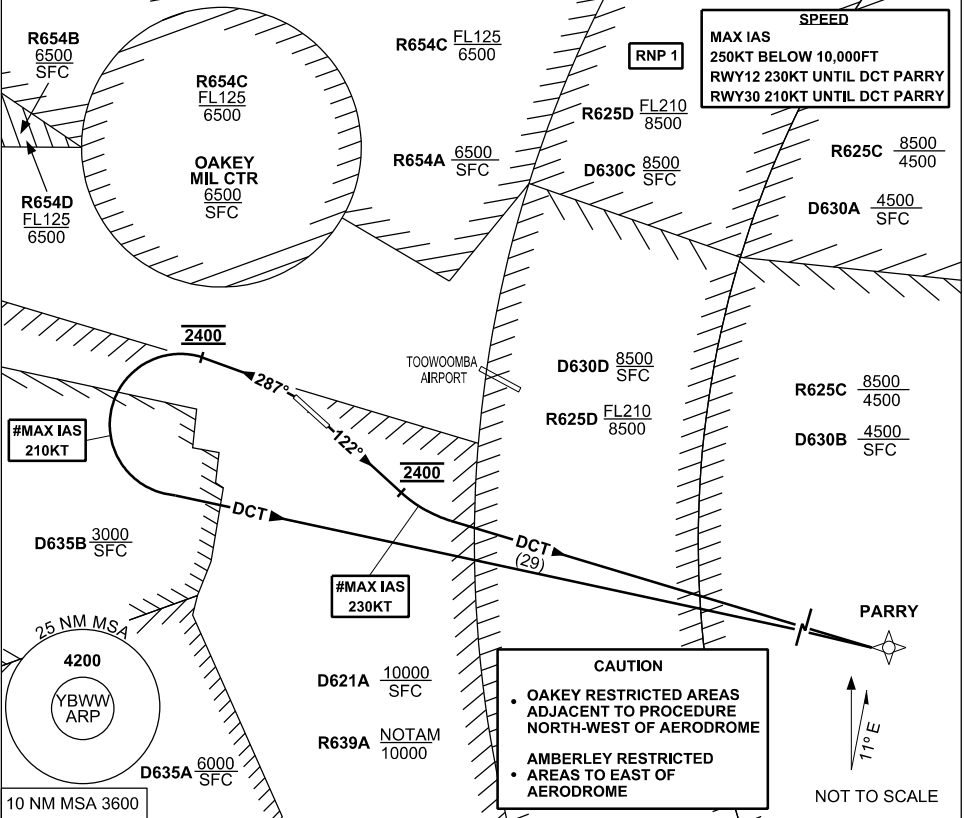 R654B
6500
SFC
R654C
FL125
6500
R654C FL125
6500
RNP 1
SPEED
MAX IAS
250KT BELOW 10,000FT
RWY12 230KT UNTIL DCT PARRY
RWY30 210KT UNTIL DCT PARRY
R625D FL210
8500
OAKEY
MIL CTR
6500
SFC
R654A 6500
SFC
D630C 8500
SFC
R625C 8500
4500
R654D
FL125
6500
D630A 4500
SFC
2400
TOOWOOMBA
AIRPORT
D630D 8500
SFC
287°
R625C 8500
4500
R625D FL210
8500
#MAX IAS
210KT
122°
D630B 4500
SFC
2400
DCT
D635B 3000
SFC
DCT
(29)
#MAX IAS
230KT
PARRY
25 NM MSA
4200
YBWW
ARP
D621A 10000
SFC
CAUTION
• OAKEY RESTRICTED AREAS
ADJACENT TO PROCEDURE
NORTH-WEST OF AERODROME
AMBERLEY RESTRICTED
• AREAS TO EAST OF
AERODROME
R639A NOTAM
10000
11° E
D635A 6000
SFC
10 NM MSA 3600
NOT TO SCALE